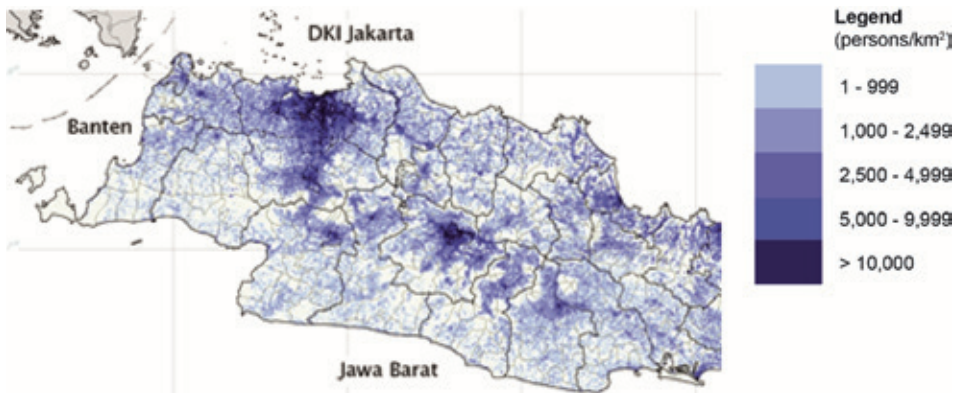 DKI Jakarta
Banten
Jawa Barat
Legend
(persons/km²)
1 - 999
1,000 - 2,499
2,500 - 4,999
5,000 - 9,999
> 10,000